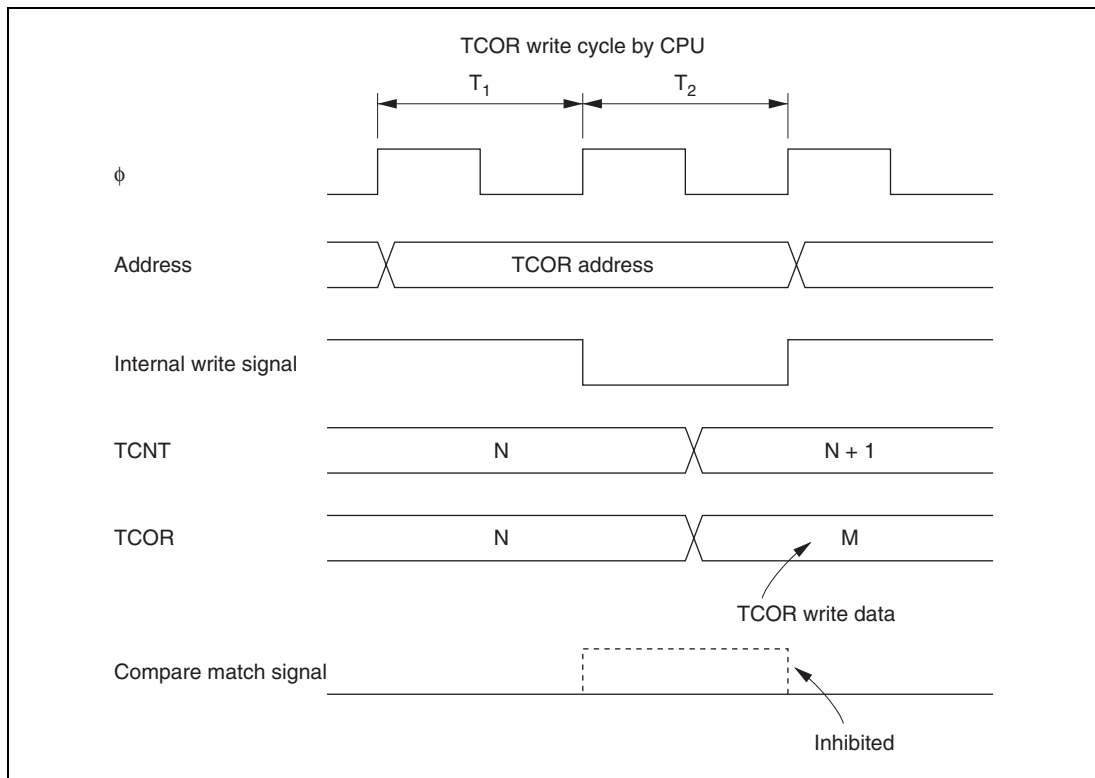 TCOR write cycle by CPU
T1 T2
φ
Address TCOR address
Internal write signal
TCNT N N + 1
TCOR N M
TCOR write data
Compare match signal
Inhibited